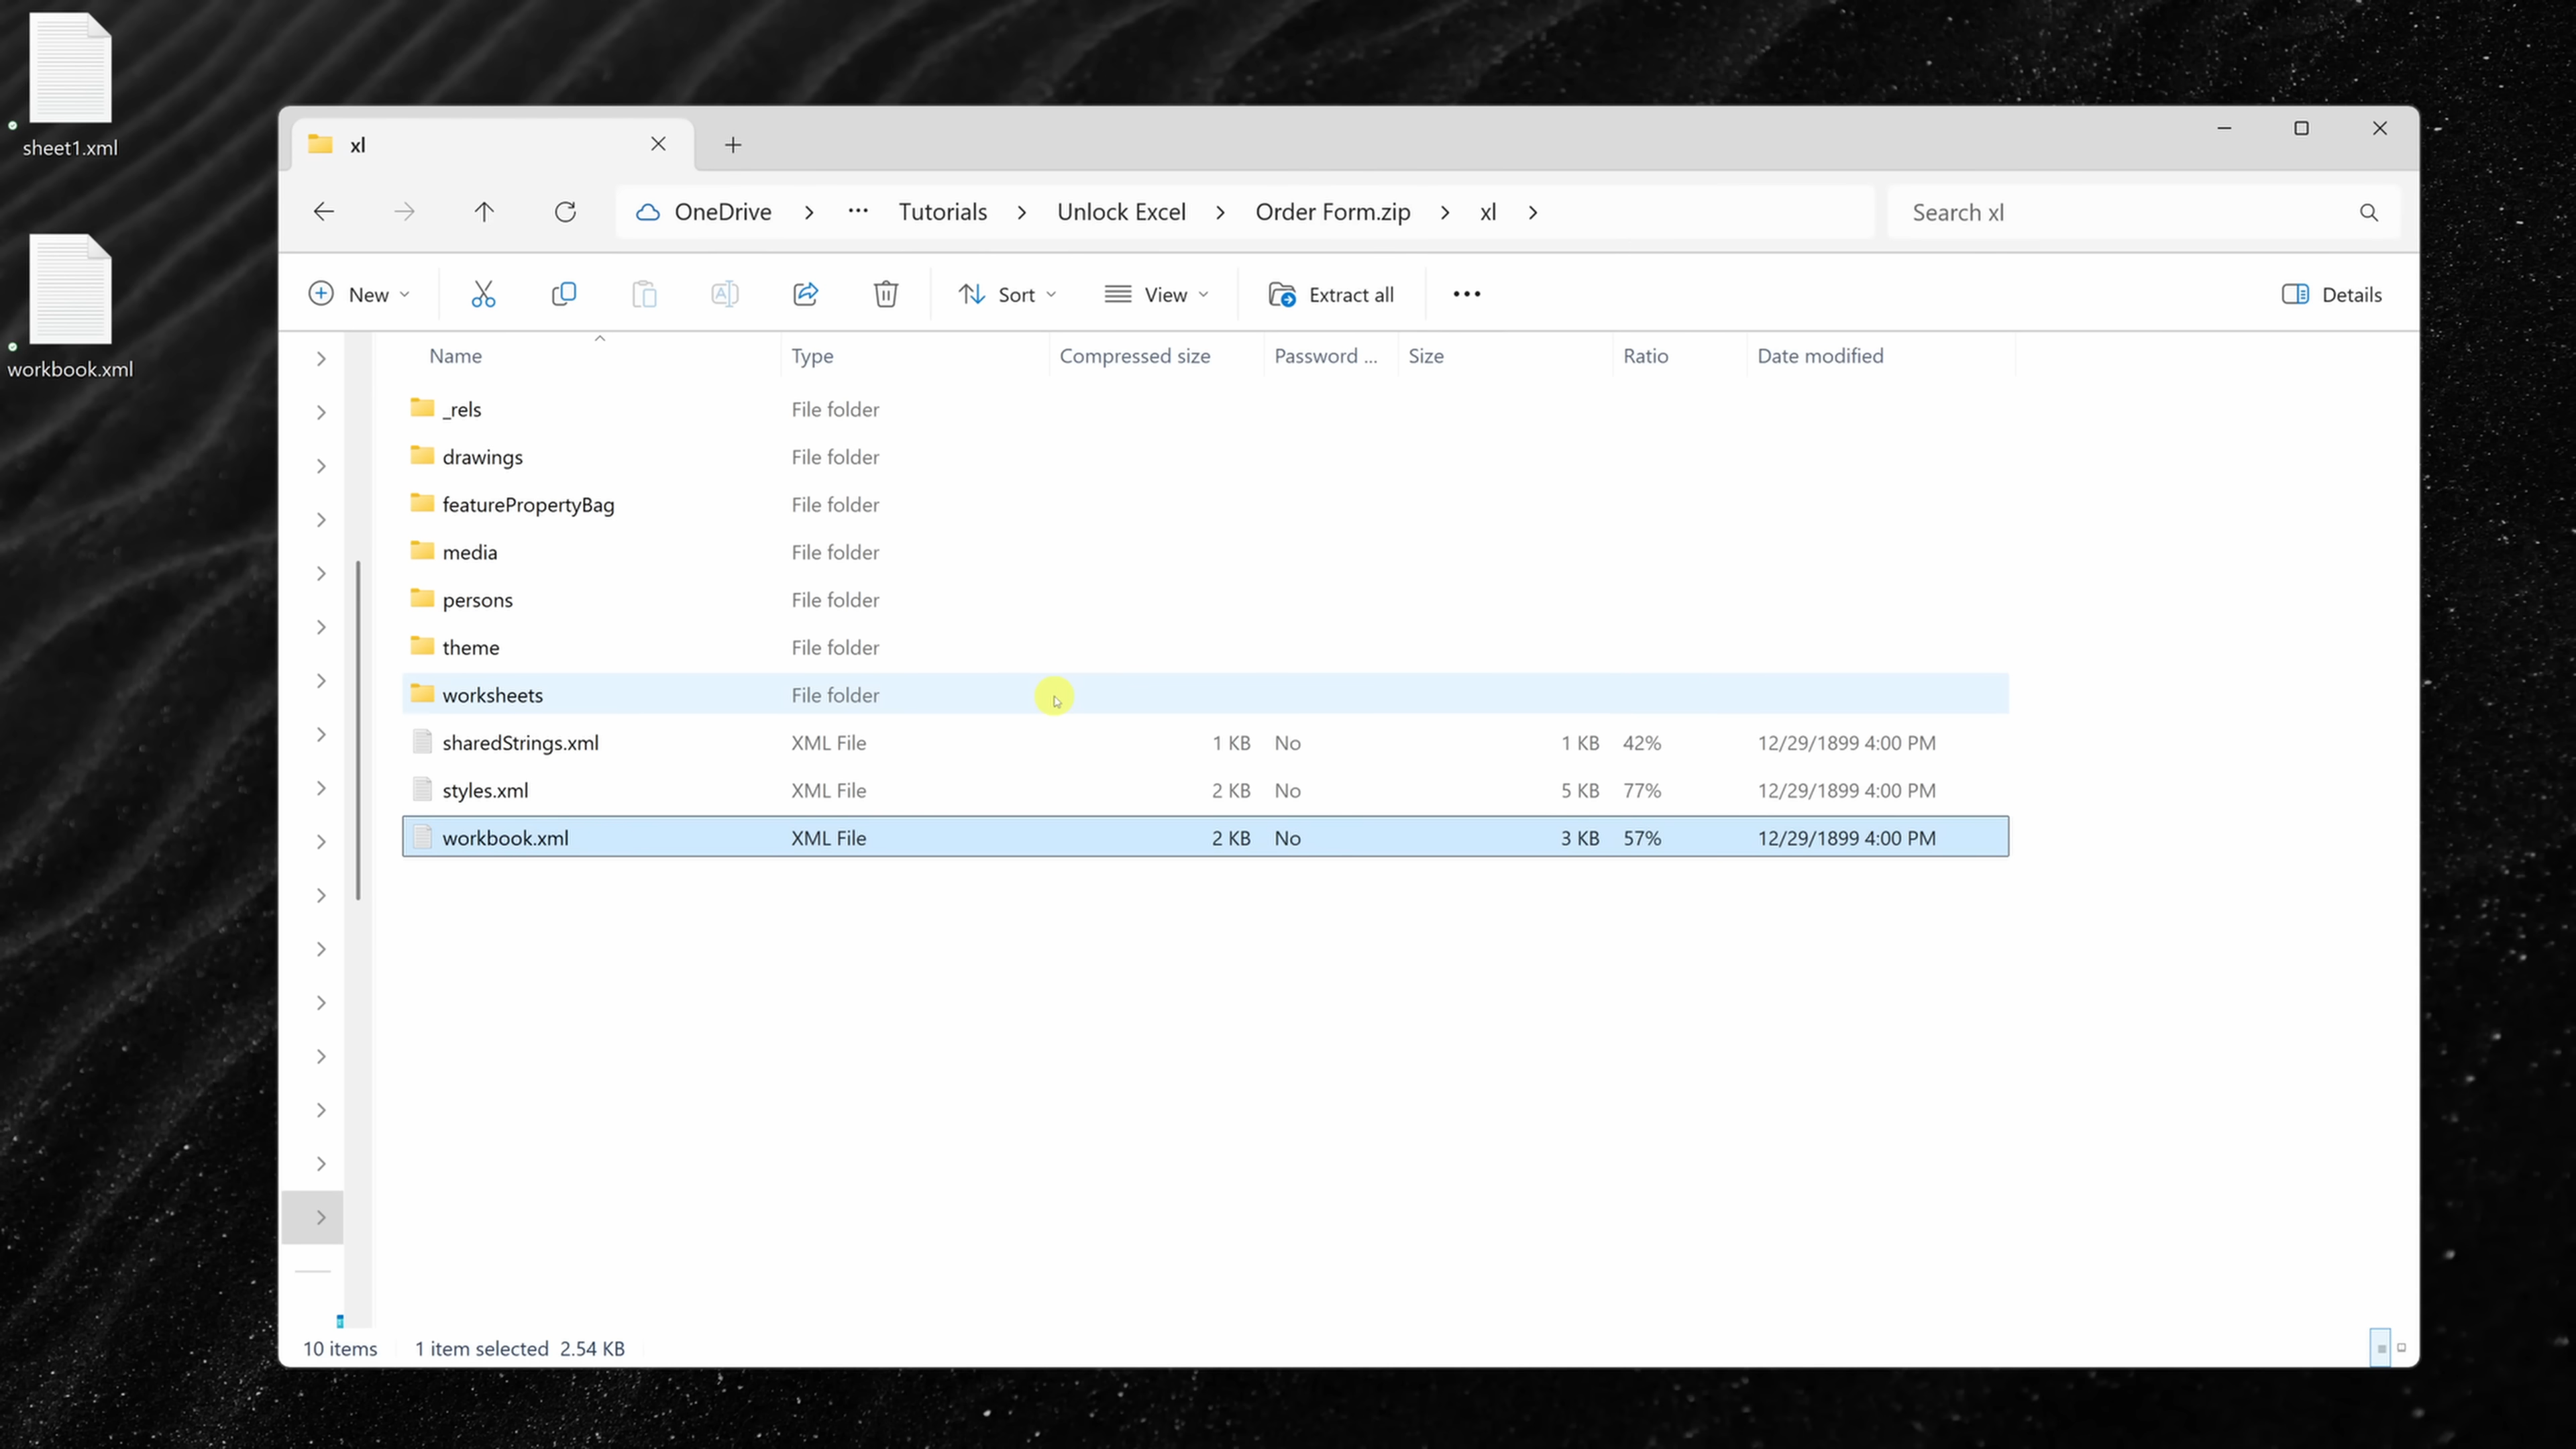 sheet1.xml
workbook.xml
xl
OneDrive ··· Tutorials Unlock Excel Order Form.zip xl
Search xl
New Sort View Extract all ••• Details
Name Type Compressed size Password ... Size Ratio Date modified
_rels File folder
drawings File folder
featurePropertyBag File folder
media File folder
persons File folder
theme File folder
worksheets File folder
sharedStrings.xml XML File 1 KB No 1 KB 42% 12/29/1899 4:00 PM
styles.xml XML File 2 KB No 5 KB 77% 12/29/1899 4:00 PM
workbook.xml XML File 2 KB No 3 KB 57% 12/29/1899 4:00 PM
10 items 1 item selected 2.54 KB